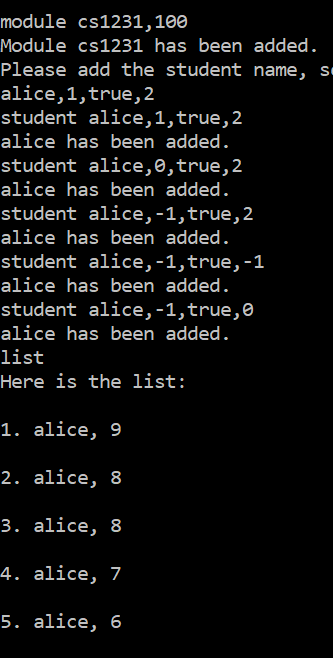 module cs1231,100
Module cs1231 has been added.
Please add the student name,
alice,1,true,2
student alice,1,true,2
alice has been added.
student alice,0,true,2
alice has been added.
student alice,-1,true,2
alice has been added.
student alice,-1,true,-1
alice has been added.
student alice,-1,true,0
alice has been added.
list
Here is the list:
1. alice, 9
2. alice, 8
3. alice, 8
4. alice, 7
5. alice, 6